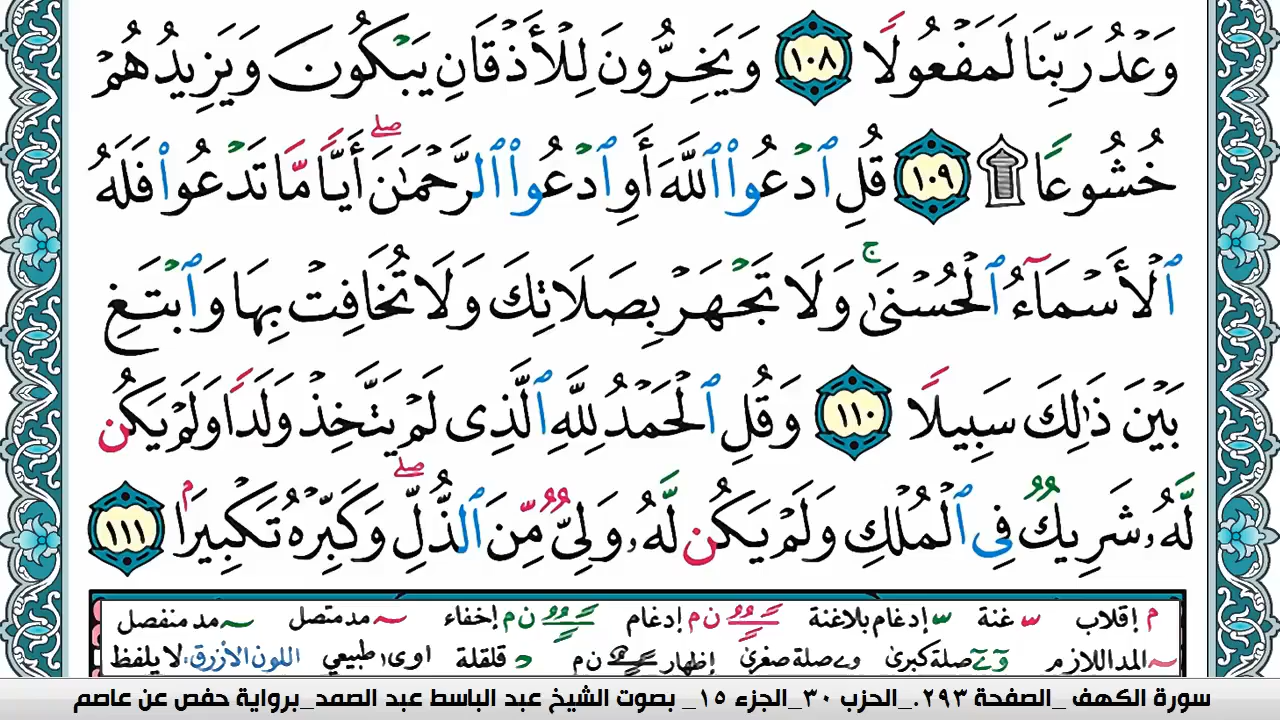 وَعۡدُ رَبِّنَا لَمَفۡعُولًا ١٠٨ وَيَخِرُّونَ لِلۡأَذۡقَانِ يَبۡكُونَ وَيَزِيدُهُمۡ
خُشُوعًا ۩ ١٠٩ قُلِ ٱدۡعُواْ ٱللَّهَ أَوِ ٱدۡعُواْ ٱلرَّحۡمَٰنَۖ أَيًّا مَّا تَدۡعُواْ فَلَهُ
ٱلۡأَسۡمَآءُ ٱلۡحُسۡنَىٰۚ وَلَا تَجۡهَرۡ بِصَلَاتِكَ وَلَا تُخَافِتۡ بِهَا وَٱبۡتَغِ
بَيۡنَ ذَٰلِكَ سَبِيلًا ١١٠ وَقُلِ ٱلۡحَمۡدُ لِلَّهِ ٱلَّذِى لَمۡ يَتَّخِذۡ وَلَدًا وَلَمۡ يَكُن
لَّهُۥ شَرِيكٌ فِى ٱلۡمُلۡكِ وَلَمۡ يَكُن لَّهُۥ وَلِىٌّ مِّنَ ٱلذُّلِّۖ وَكَبِّرۡهُ تَكۡبِيرَۢا ١١١
م إقلاب س غنة س إدغام بلاغنة ن م إدغام ن م إخفاء مد متصل مد منفصل
المد اللازم صلة كبرى صلة صغرى إظهار ن م د قلقلة اوى طبيعي اللون الأزرق: لا يلفظ
سورة الكهف _الصفحة ٢٩٣._الحزب ٣٠_الجزء ١٥_ بصوت الشيخ عبد الباسط عبد الصمد_برواية حفص عن عاصم